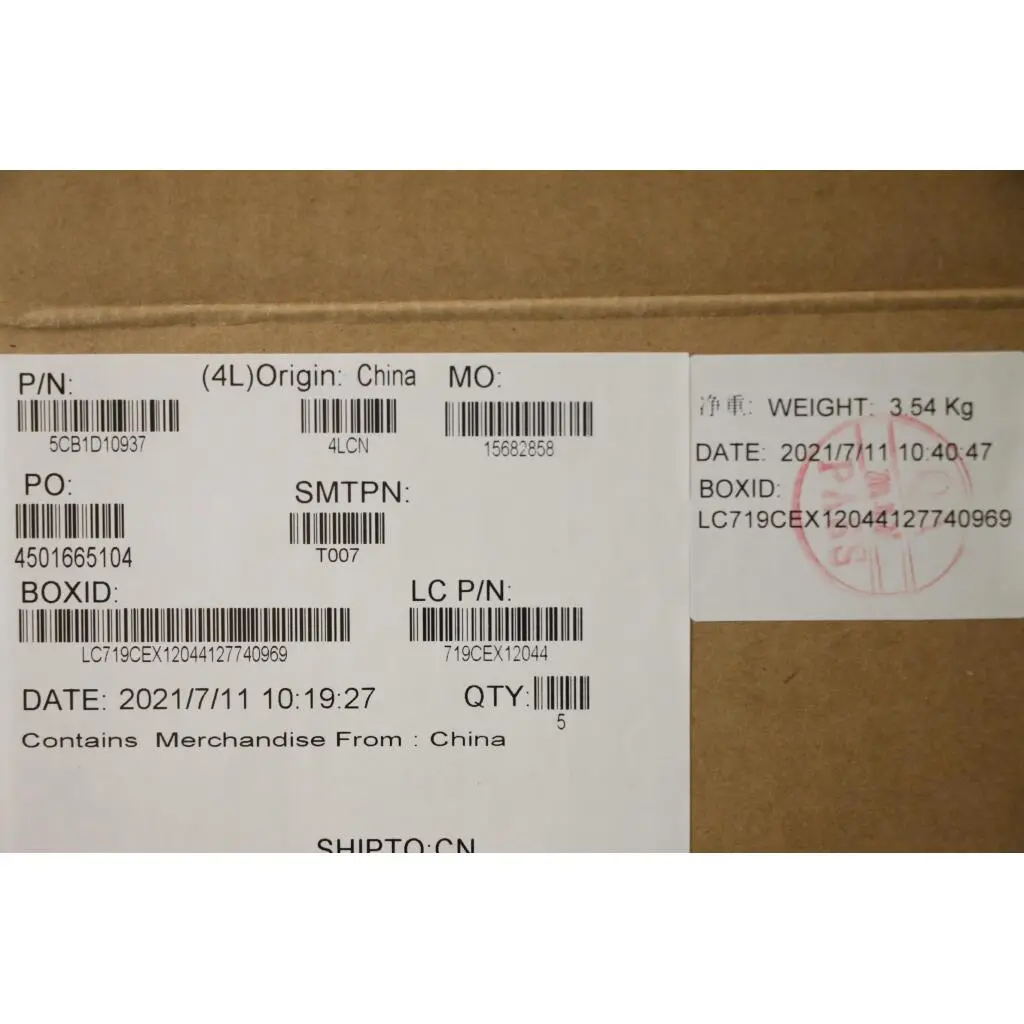 P/N:
5CB1D10937
(4L)Origin: China
4LCN
MO:
15682858
PO:
4501665104
SMTPN:
T007
BOXID:
LC719CEX12044127740969
LC P/N:
719CEX12044
DATE: 2021/7/11 10:19:27
QTY:
5
Contains Merchandise From : China
SHIPTO:CN
净重: WEIGHT: 3.54 Kg
DATE: 2021/7/11 10:40:47
BOXID:
LC719CEX12044127740969
PASS